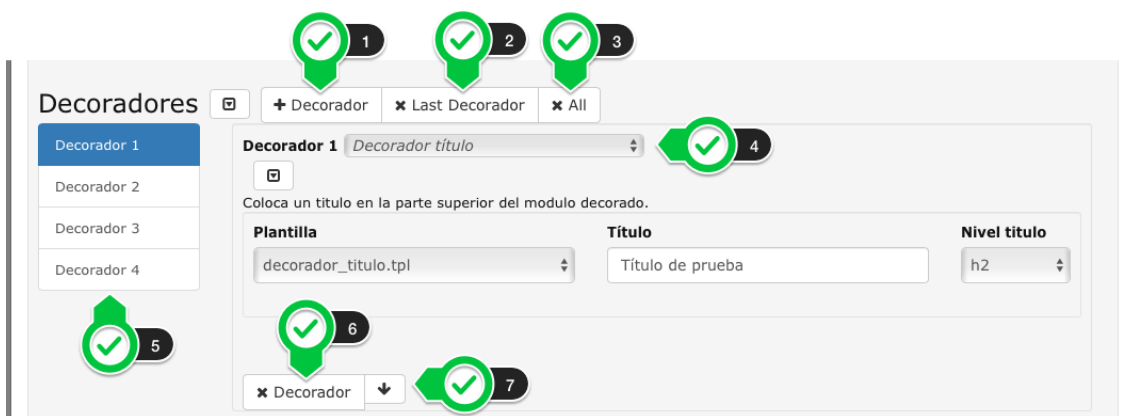 1 2 3
Decoradores + Decorador × Last Decorador × All
Decorador 1
Decorador 2
Decorador 3
Decorador 4
5
Decorador 1 Decorador título 4
Coloca un titulo en la parte superior del modulo decorado.
Plantilla Título Nivel titulo
decorador_titulo.tpl Título de prueba h2
6
× Decorador 7